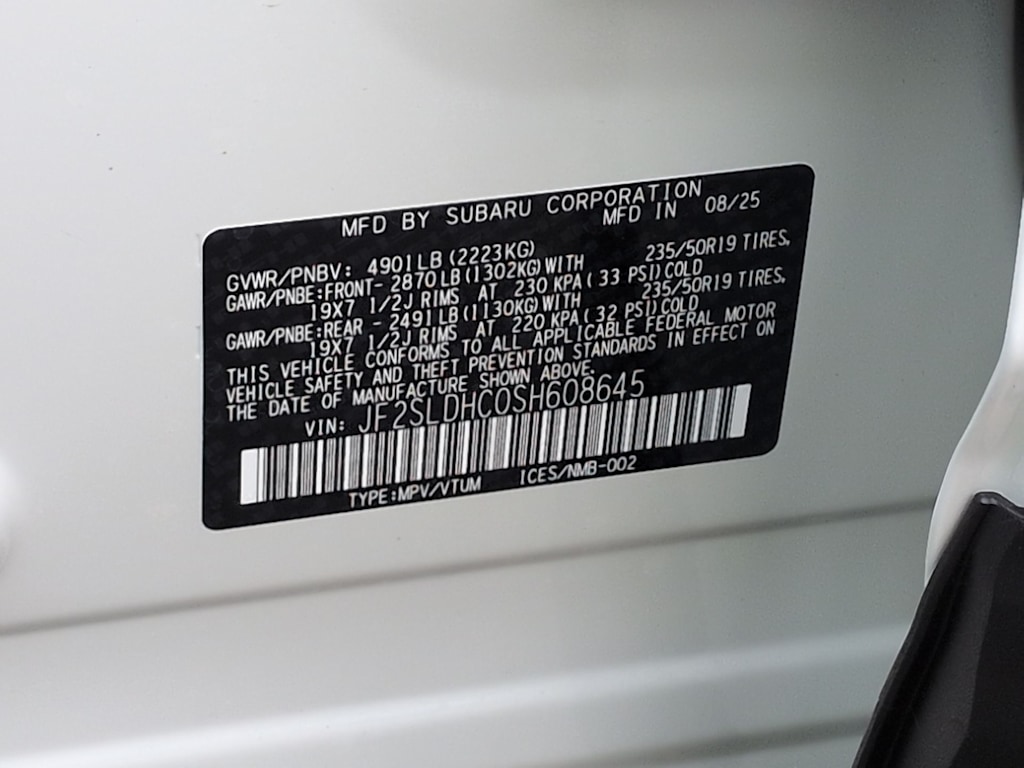 MFD BY SUBARU CORPORATION
MFD IN 08/25
GVWR/PNBV: 4901LB(2223KG)
GAWR/PNBE:FRONT- 2870LB(1302KG)WITH 235/50R19 TIRES,
19X7 1/2J RIMS AT 230 KPA( 33 PSI)COLD
GAWR/PNBE:REAR - 2491LB(1130KG)WITH 235/50R19 TIRES,
19X7 1/2J RIMS AT 220 KPA( 32 PSI)COLD
THIS VEHICLE CONFORMS TO ALL APPLICABLE FEDERAL MOTOR
VEHICLE SAFETY AND THEFT PREVENTION STANDARDS IN EFFECT ON
THE DATE OF MANUFACTURE SHOWN ABOVE.
VIN: JF2SLDHC0SH608645
TYPE:MPV/VTUM ICES/NMB-002